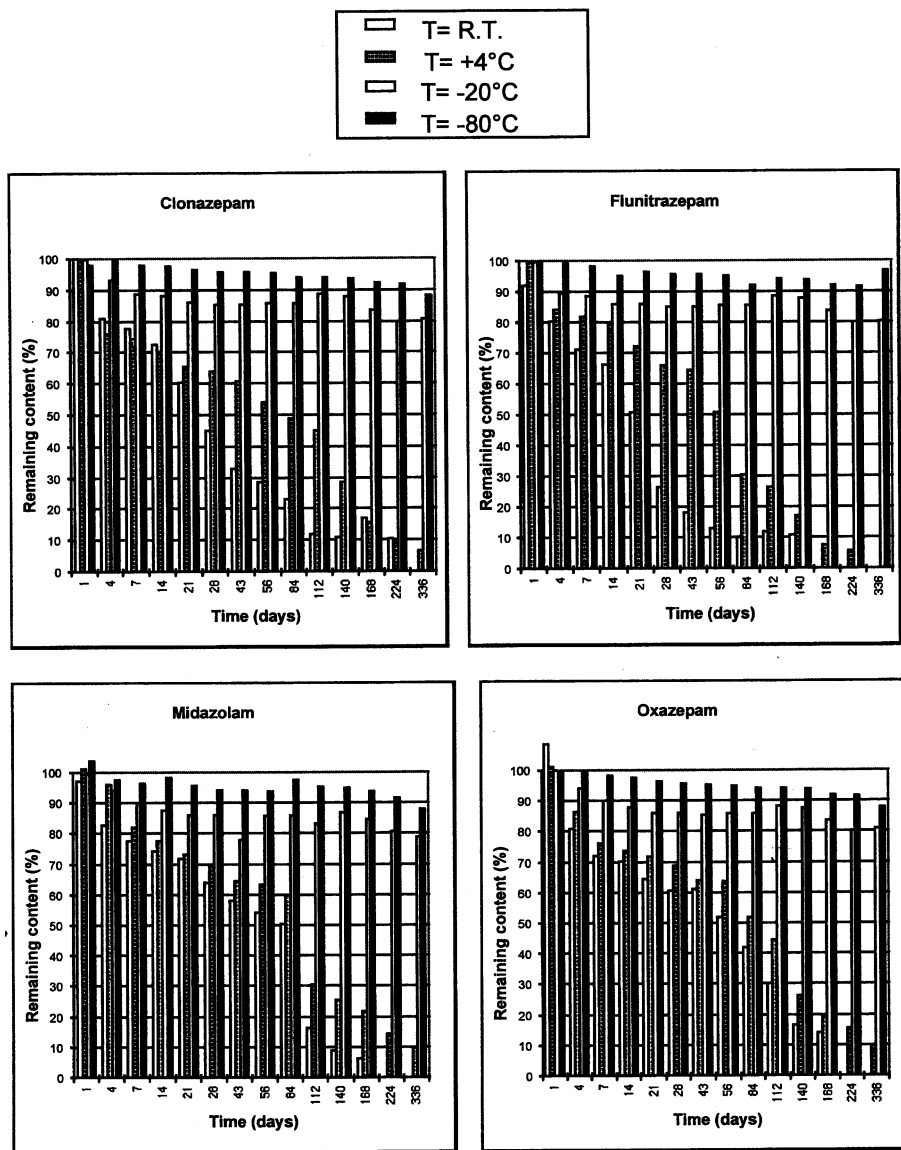 T= R.T.
T= +4°C
T= -20°C
T= -80°C
Clonazepam
Remaining content (%)
100
90
80
70
60
50
40
30
20
10
0
1 4 7 14 21 28 43 56 84 112 140 168 224 336
Time (days)
Flunitrazepam
Remaining content (%)
100
90
80
70
60
50
40
30
20
10
0
1 4 7 14 21 28 43 56 84 112 140 168 224 336
Time (days)
Midazolam
Remaining content (%)
100
90
80
70
60
50
40
30
20
10
0
1 4 7 14 21 28 43 56 84 112 140 168 224 336
Time (days)
Oxazepam
Remaining content (%)
100
90
80
70
60
50
40
30
20
10
0
1 4 7 14 21 28 43 56 84 112 140 168 224 336
Time (days)